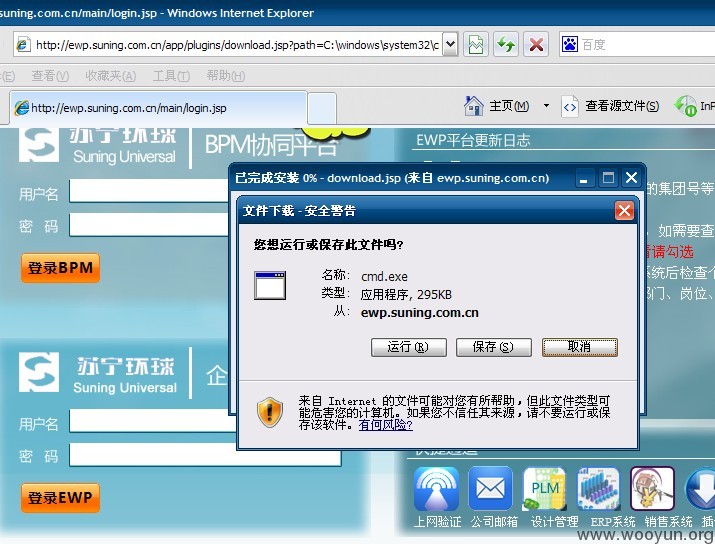 suning.com.cn/main/login.jsp - Windows Internet Explorer
http://ewp.suning.com.cn/app/plugins/download.jsp?path=C:\windows\system32\c
百度
(E) 查看(V) 收藏夹(A) 工具(T) 帮助(H)
http://ewp.suning.com.cn/main/login.jsp
主页(M) 查看源文件(S) InP
苏宁环球
Suning Universal
BPM协同平台
EWP平台更新日志
用户名
密 码
登录BPM
已完成安装 0% - download.jsp (来自 ewp.suning.com.cn)
文件下载 - 安全警告
您想运行或保存此文件吗?
名称: cmd.exe
类型: 应用程序, 295KB
从: ewp.suning.com.cn
运行(R) 保存(S) 取消
来自 Internet 的文件可能对您有所帮助,但此文件类型可
能危害您的计算机。如果您不信任其来源,请不要运行或保
存该软件。有何风险?
的集团号等
,如需要查
看请勾选
系统后检查个
部门、岗位、
苏宁环球
Suning Universal
企
用户名
密 码
登录EWP
上网验证 公司邮箱 设计管理 ERP系统 销售系统 插
PLM
www.wooyun.org